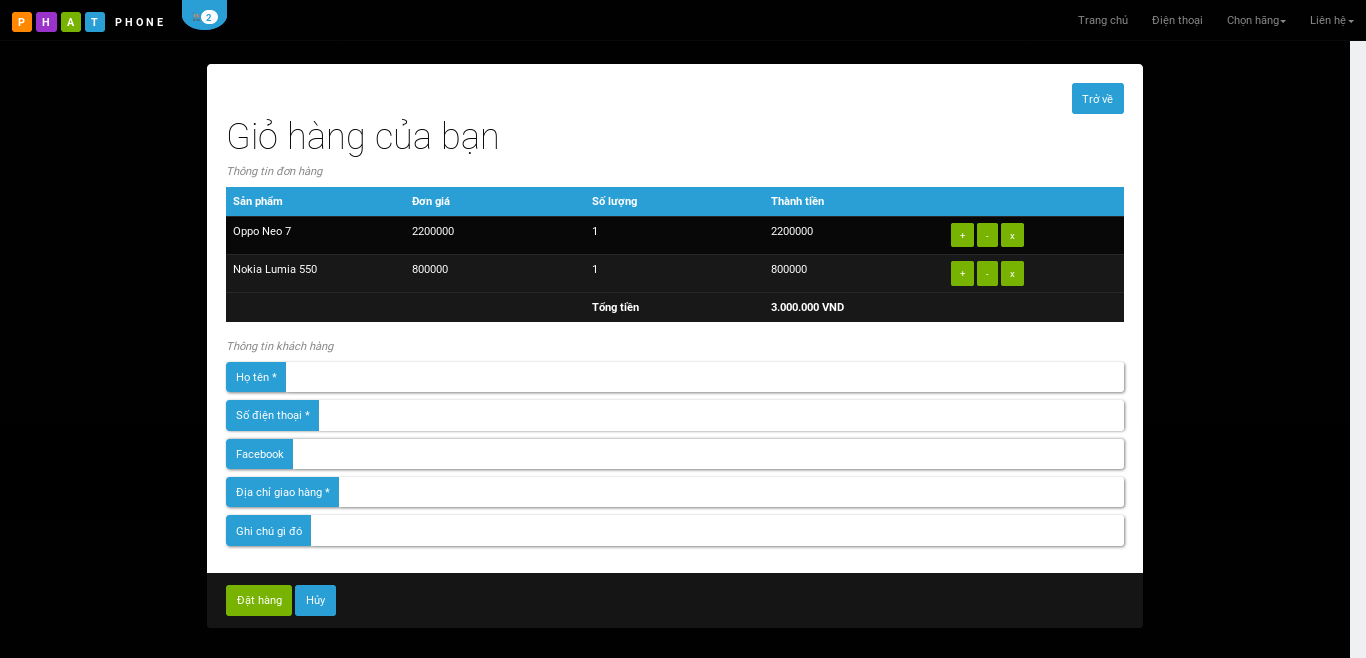 P H A T PHONE 2 Trang chủ Điện thoại Chọn hãng Liên hệ
Trở về
Giỏ hàng của bạn
Thông tin đơn hàng
Sản phẩm Đơn giá Số lượng Thành tiền
Oppo Neo 7 2200000 1 2200000 + - x
Nokia Lumia 550 800000 1 800000 + - x
Tổng tiền 3.000.000 VND
Thông tin khách hàng
Họ tên *
Số điện thoại *
Facebook
Địa chỉ giao hàng *
Ghi chú gì đó
Đặt hàng Hủy